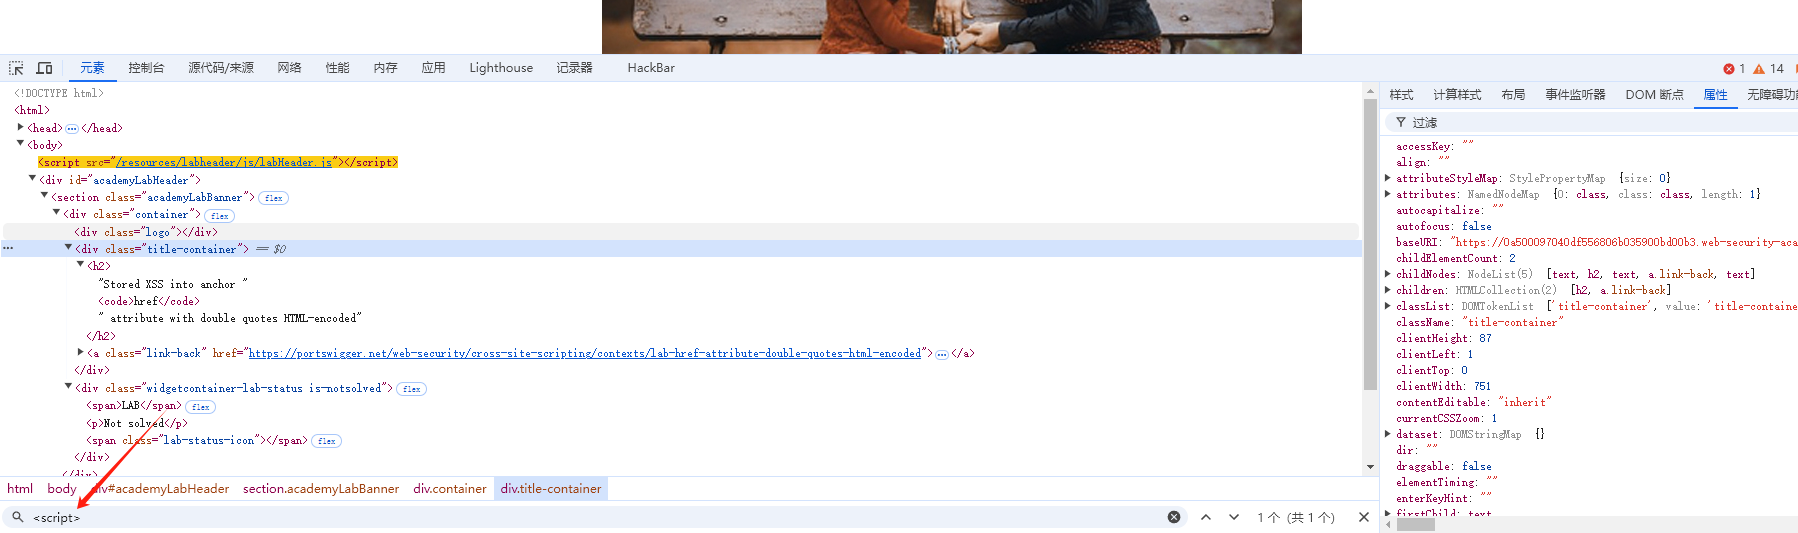 元素 控制台 源代码/来源 网络 性能 内存 应用 Lighthouse 记录器 HackBar 1 14
<!DOCTYPE html>
<html>
<head> ⋯ </head>
<body>
<script src="/resources/labheader/js/labHeader.js"></script>
<div id="academyLabHeader">
<section class="academyLabBanner"> flex
<div class="container"> flex
<div class="logo"></div>
<div class="title-container"> == $0
<h2>
"Stored XSS into anchor "
<code>href</code>
" attribute with double quotes HTML-encoded"
</h2>
<a class="link-back" href="https://portswigger.net/web-security/cross-site-scripting/contexts/lab-href-attribute-double-quotes-html-encoded"> ⋯ </a>
</div>
<div class="widgetcontainer-lab-status is-notsolved"> flex
<span>LAB</span> flex
<p>Not solved</p>
<span class="lab-status-icon"></span> flex
</div>
</div>
html body div#academyLabHeader section.academyLabBanner div.container div.title-container
<script> 1个 (共1个)
样式 计算样式 布局 事件监听器 DOM 断点 属性 无障碍功
过滤
accessKey: ""
align: ""
attributeStyleMap: StylePropertyMap {size: 0}
attributes: NamedNodeMap {0: class, class: class, length: 1}
autocapitalize: ""
autofocus: false
baseURI: "https://0a500097040df556806b035900bd00b3.web-security-aca
childElementCount: 2
childNodes: NodeList(5) [text, h2, text, a.link-back, text]
children: HTMLCollection(2) [h2, a.link-back]
classList: DOMTokenList ['title-container', value: 'title-containe
className: "title-container"
clientHeight: 87
clientLeft: 1
clientTop: 0
clientWidth: 751
contentEditable: "inherit"
currentCSSZoom: 1
dataset: DOMStringMap {}
dir: ""
draggable: false
elementTiming: ""
enterKeyHint: ""
firstChild: text